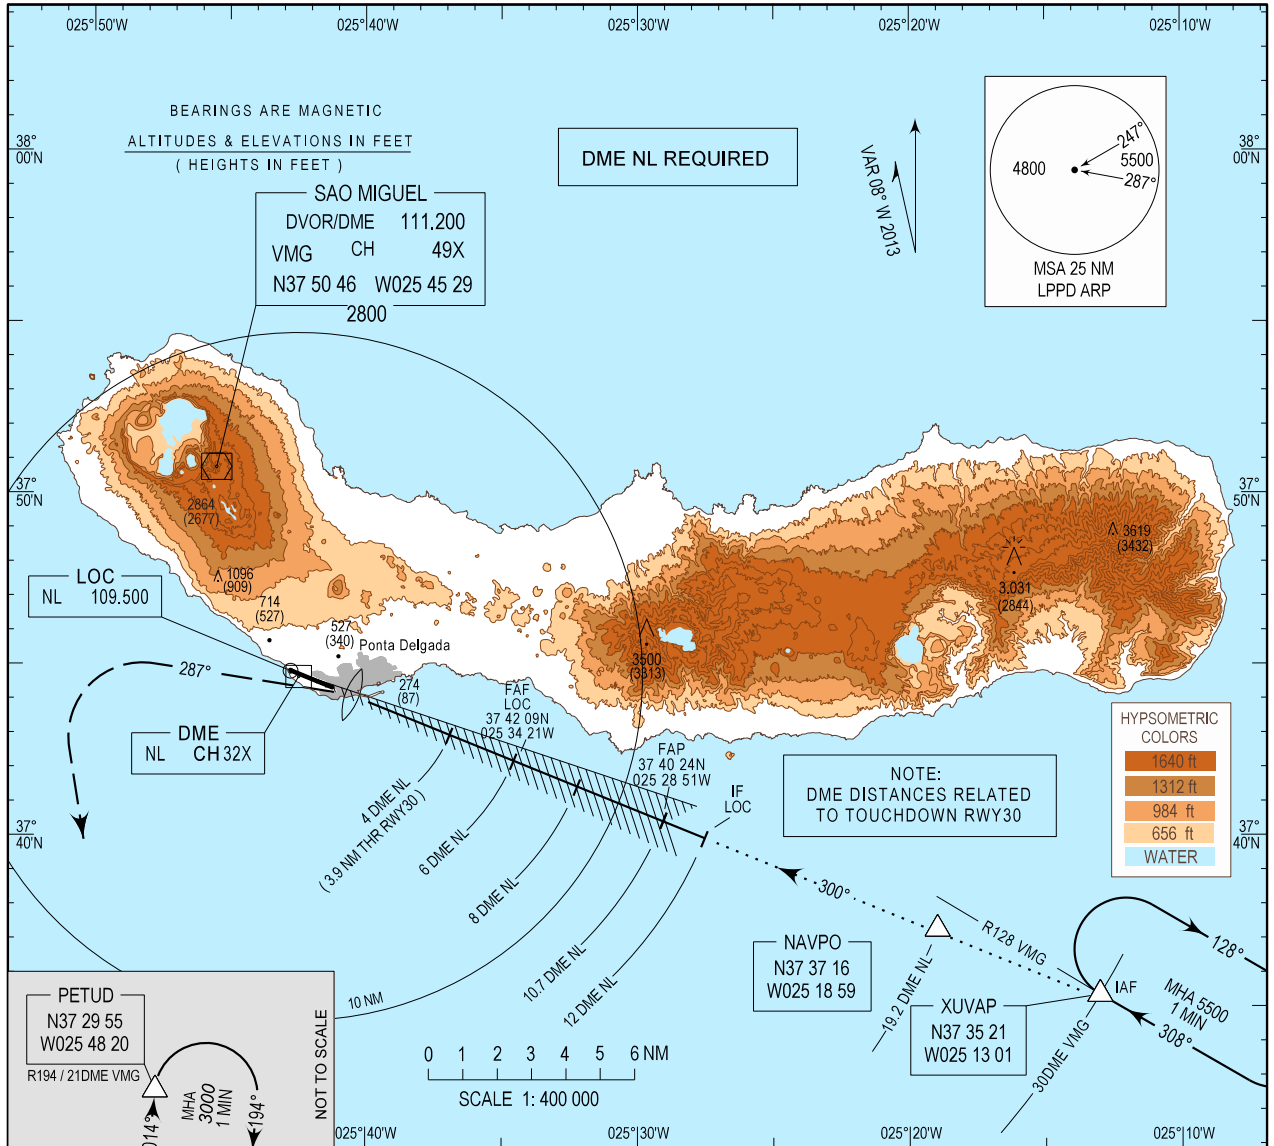 025°50'W
025°40'W
025°30'W
025°20'W
025°10'W
38°
00'N
38°
00'N
BEARINGS ARE MAGNETIC
ALTITUDES & ELEVATIONS IN FEET
( HEIGHTS IN FEET )
DME NL REQUIRED
VAR 08° W 2013
247°
4800
5500
287°
MSA 25 NM
LPPD ARP
SAO MIGUEL
DVOR/DME 111.200
VMG CH 49X
N37 50 46 W025 45 29
2800
37°
50'N
37°
50'N
2864
(2677)
1096
(909)
714
(527)
527
(340)
Ponta Delgada
3619
(3432)
3,031
(2844)
3500
(3313)
LOC
NL 109.500
287°
DME
NL CH 32X
274
(87)
FAF
LOC
37 42 09N
025 34 21W
FAP
37 40 24N
025 28 51W
IF
LOC
NOTE:
DME DISTANCES RELATED
TO TOUCHDOWN RWY30
HYPSOMETRIC
COLORS
1640 ft
1312 ft
984 ft
656 ft
WATER
37°
40'N
37°
40'N
4 DME NL
( 3.9 NM THR RWY30 )
6 DME NL
8 DME NL
10.7 DME NL
12 DME NL
10 NM
300°
NAVPO
N37 37 16
W025 18 59
19.2 DME NL
R128 VMG
XUVAP
N37 35 21
W025 13 01
IAF
30DME VMG
128°
MHA 5500
1 MIN
308°
PETUD
N37 29 55
W025 48 20
R194 / 21DME VMG
014°
MHA
3000
1 MIN
194°
NOT TO SCALE
0 1 2 3 4 5 6 NM
SCALE 1: 400 000
025°40'W
025°30'W
025°20'W
025°10'W